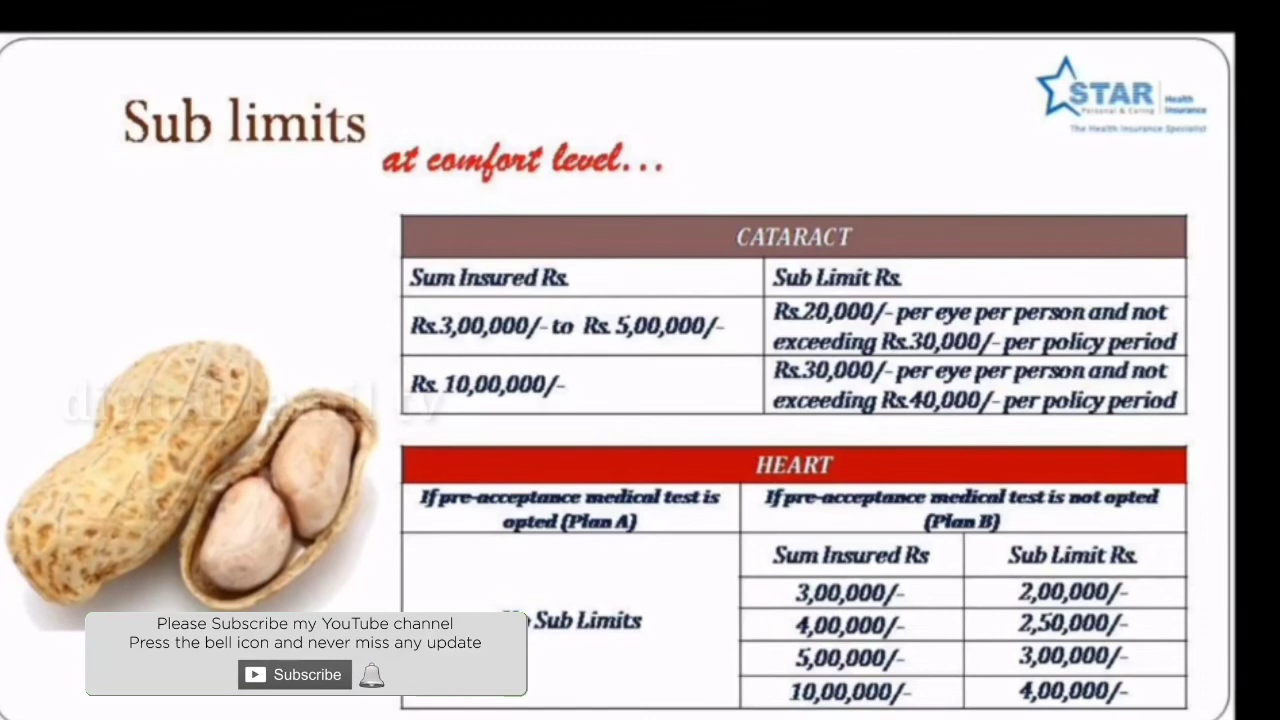 STAR
Health
Insurance
Personal & Caring
The Health Insurance Specialist
Sub limits
at comfort level...
CATARACT
Sum Insured Rs.
Sub Limit Rs.
Rs.3,00,000/- to Rs. 5,00,000/-
Rs.20,000/- per eye per person and not
exceeding Rs.30,000/- per policy period
Rs. 10,00,000/-
Rs.30,000/- per eye per person and not
exceeding Rs.40,000/- per policy period
HEART
If pre-acceptance medical test is
opted (Plan A)
If pre-acceptance medical test is not opted
(Plan B)
Sum Insured Rs
Sub Limit Rs.
3,00,000/-
2,00,000/-
Sub Limits
4,00,000/-
2,50,000/-
5,00,000/-
3,00,000/-
10,00,000/-
4,00,000/-
Please Subscribe my YouTube channel
Press the bell icon and never miss any update
Subscribe